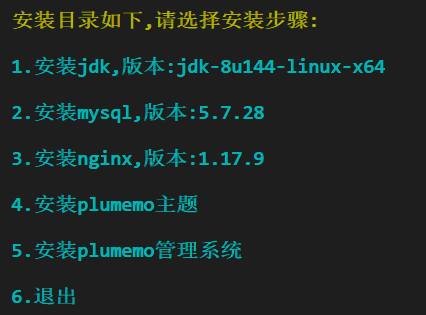 安装目录如下,请选择安装步骤:
1.安装jdk,版本:jdk-8u144-linux-x64
2.安装mysql,版本:5.7.28
3.安装nginx,版本:1.17.9
4.安装plumemo主题
5.安装plumemo管理系统
6.退出